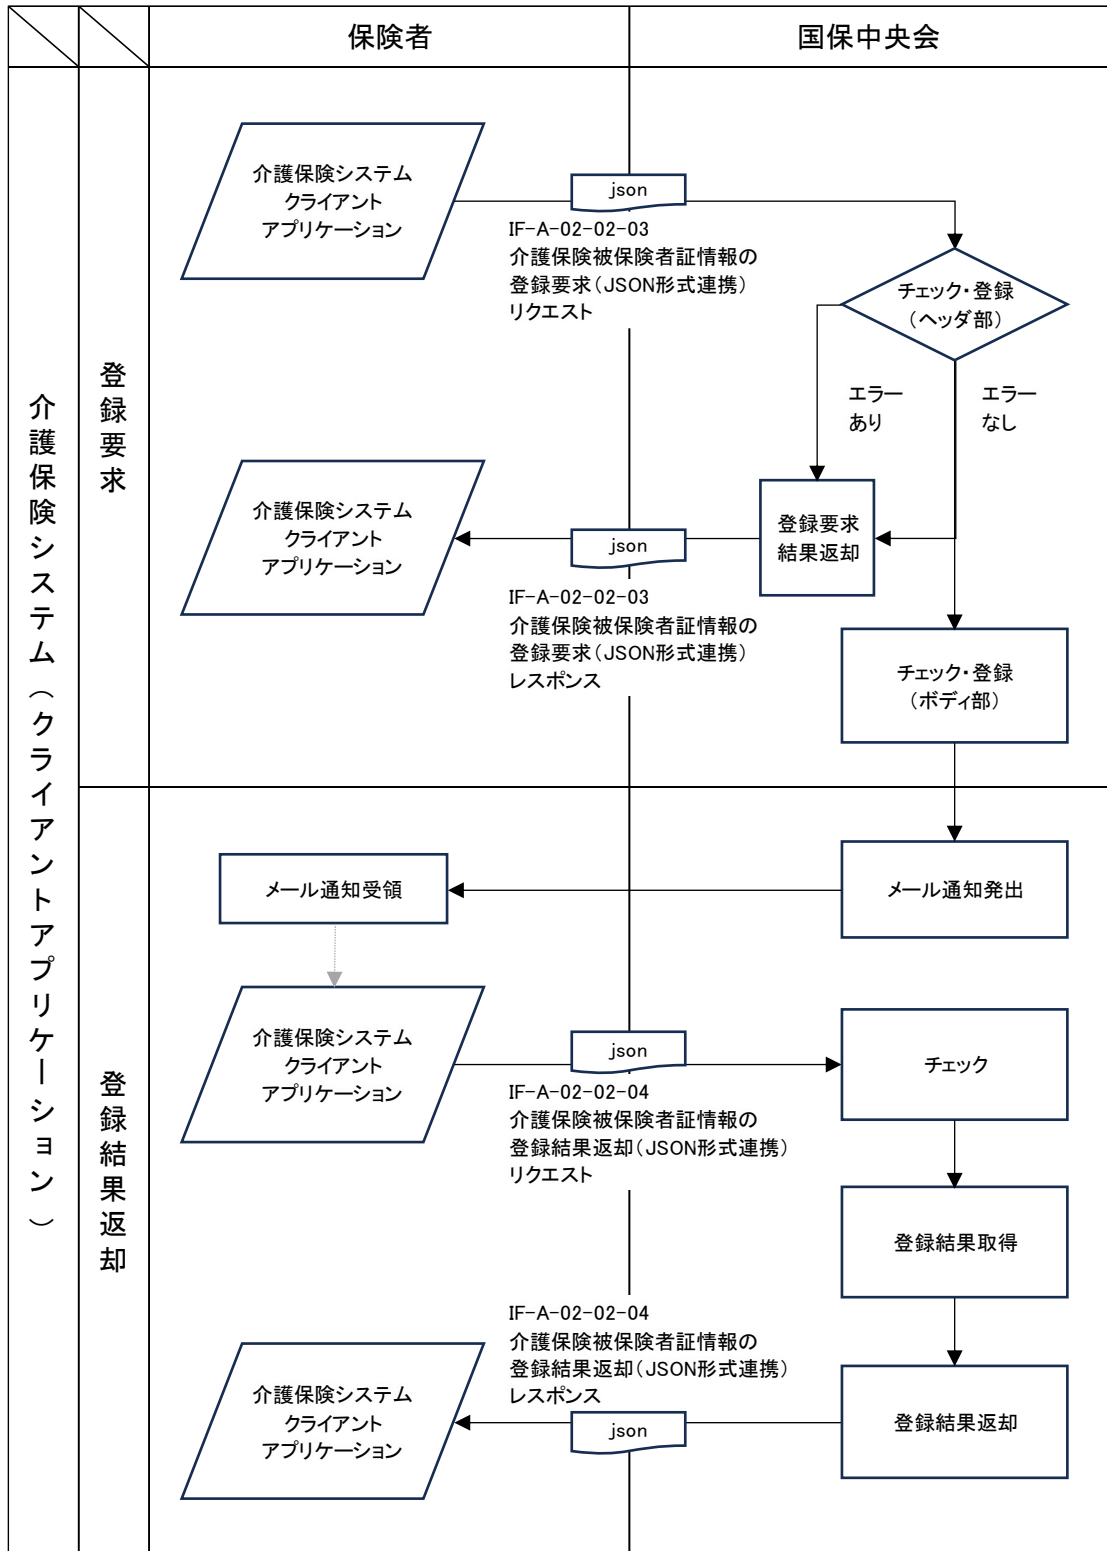 保険者
国保中央会
介護保険システム（クライアントアプリケーション）
登録要求
介護保険システム
クライアント
アプリケーション
json
IF-A-02-02-03
介護保険被保険者証情報の
登録要求（JSON形式連携）
リクエスト
チェック・登録
（ヘッダ部）
エラー
あり
エラー
なし
介護保険システム
クライアント
アプリケーション
json
登録要求
結果返却
IF-A-02-02-03
介護保険被保険者証情報の
登録要求（JSON形式連携）
レスポンス
チェック・登録
（ボディ部）
登録結果返却
メール通知受領
メール通知発出
介護保険システム
クライアント
アプリケーション
json
チェック
IF-A-02-02-04
介護保険被保険者証情報の
登録結果返却（JSON形式連携）
リクエスト
登録結果取得
IF-A-02-02-04
介護保険被保険者証情報の
登録結果返却（JSON形式連携）
レスポンス
介護保険システム
クライアント
アプリケーション
json
登録結果返却